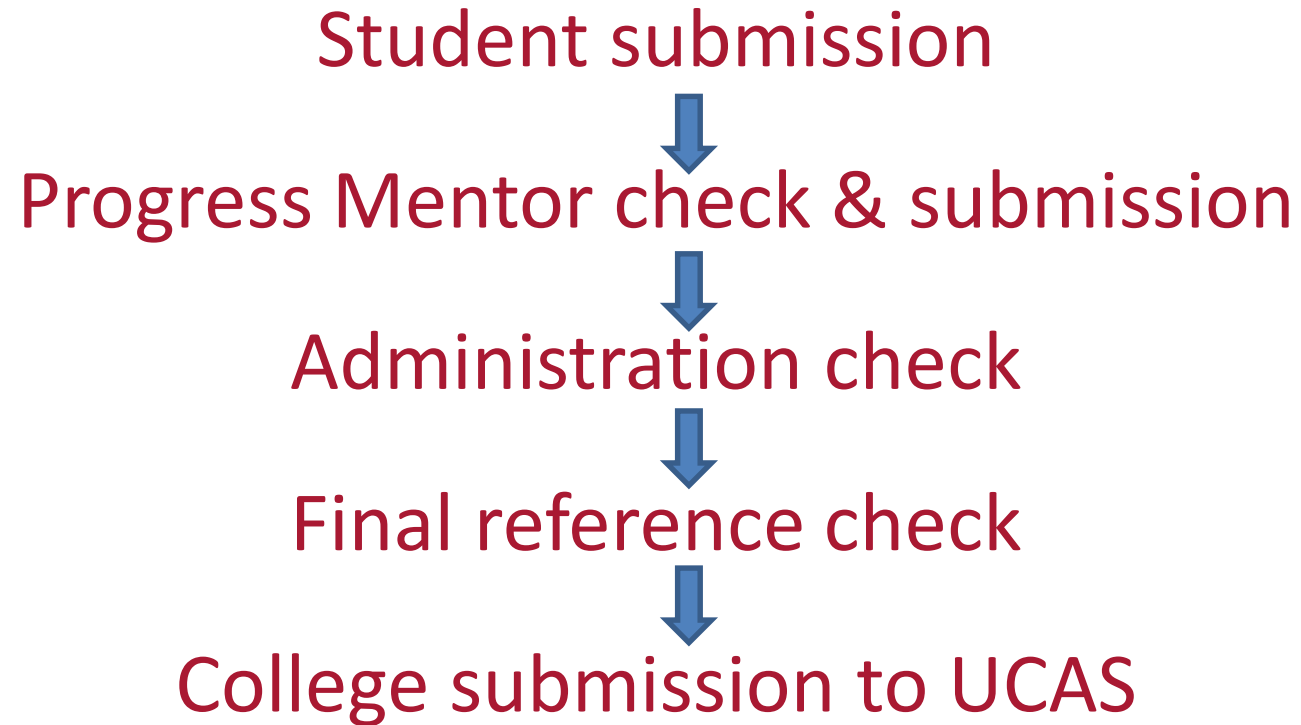 Student submission
Progress Mentor check & submission
Administration check
Final reference check
College submission to UCAS